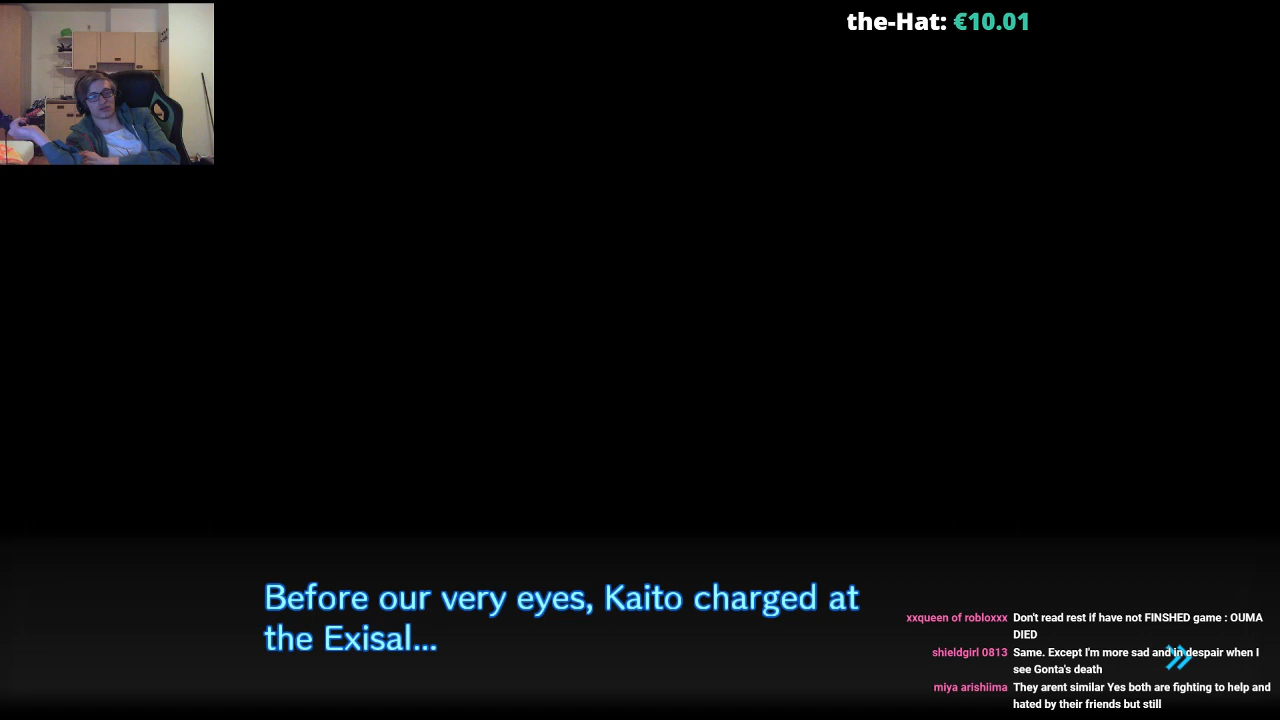 the-Hat: €10.01
Before our very eyes, Kaito charged at
the Exisal...
xxqueen of robloxxx Don't read rest if have not FINSHED game : OUMA
DIED
shieldgirl 0813 Same. Except I'm more sad and in despair when I
see Gonta's death
miya arishiima They arent similar Yes both are fighting to help and
hated by their friends but still